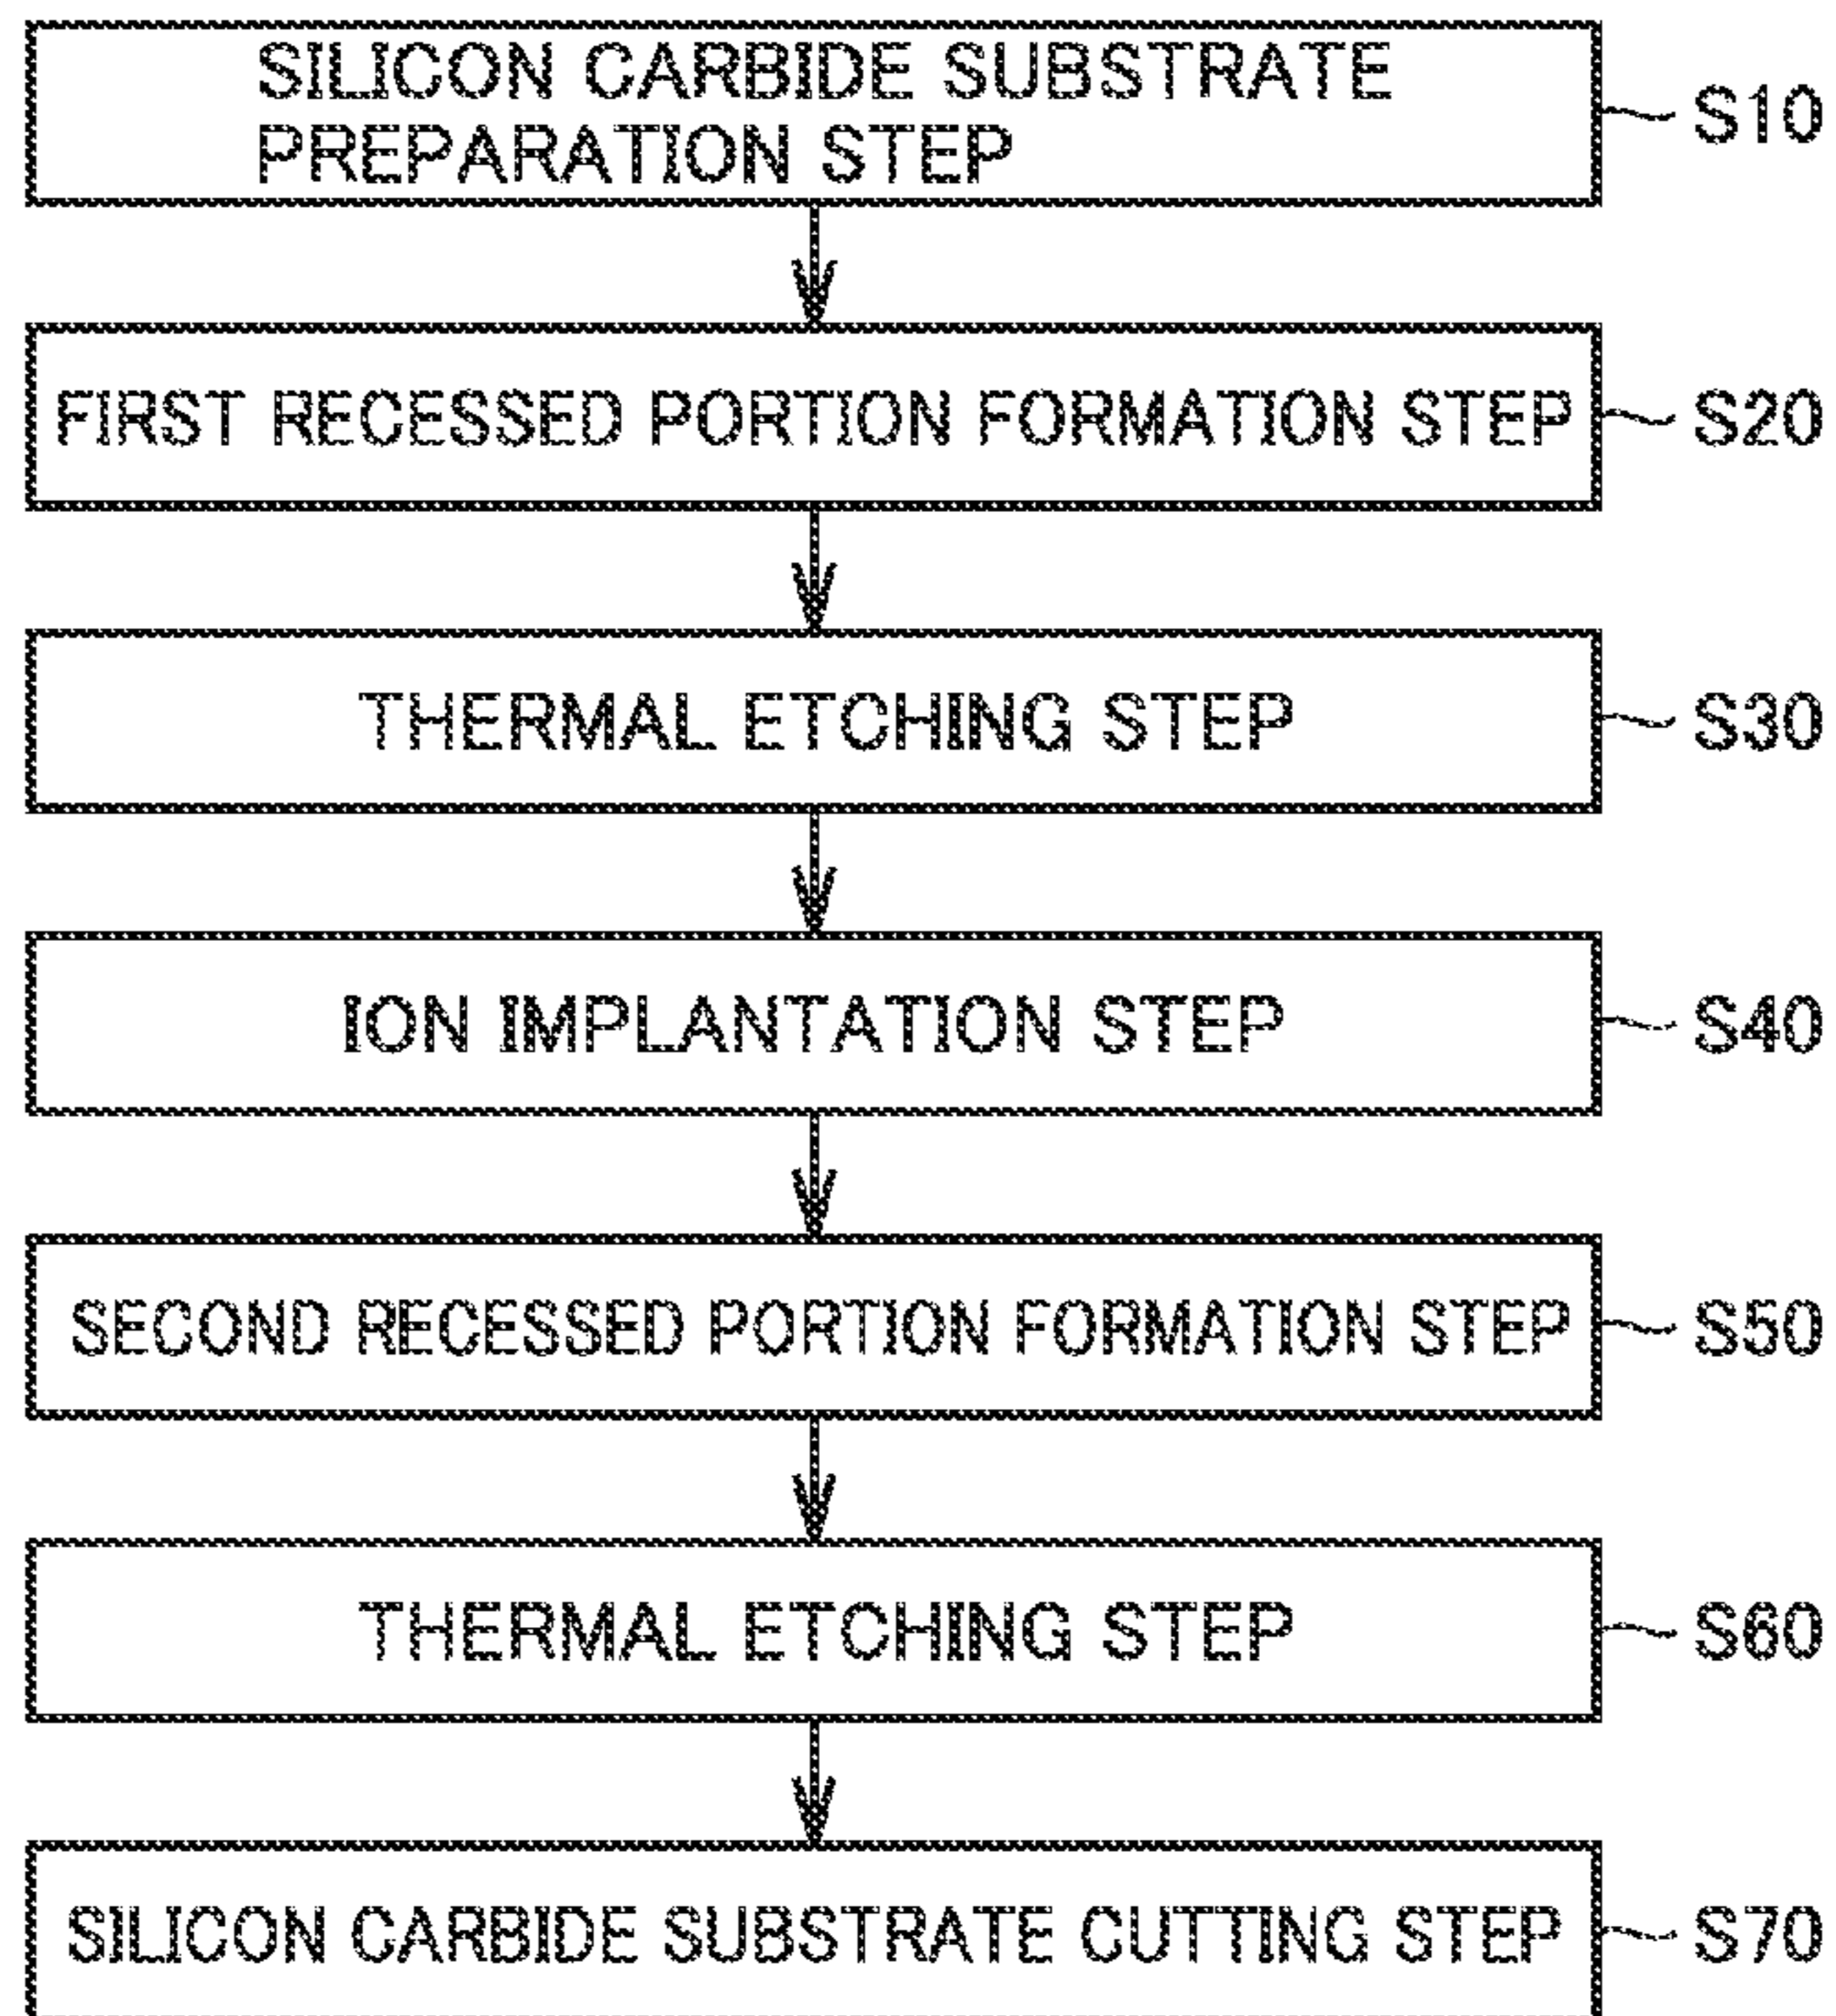 SILICON CARBIDE SUBSTRATE
PREPARATION STEP
S10
FIRST RECESSED PORTION FORMATION STEP
S20
THERMAL ETCHING STEP
S30
ION IMPLANTATION STEP
S40
SECOND RECESSED PORTION FORMATION STEP
S50
THERMAL ETCHING STEP
S60
SILICON CARBIDE SUBSTRATE CUTTING STEP
S70